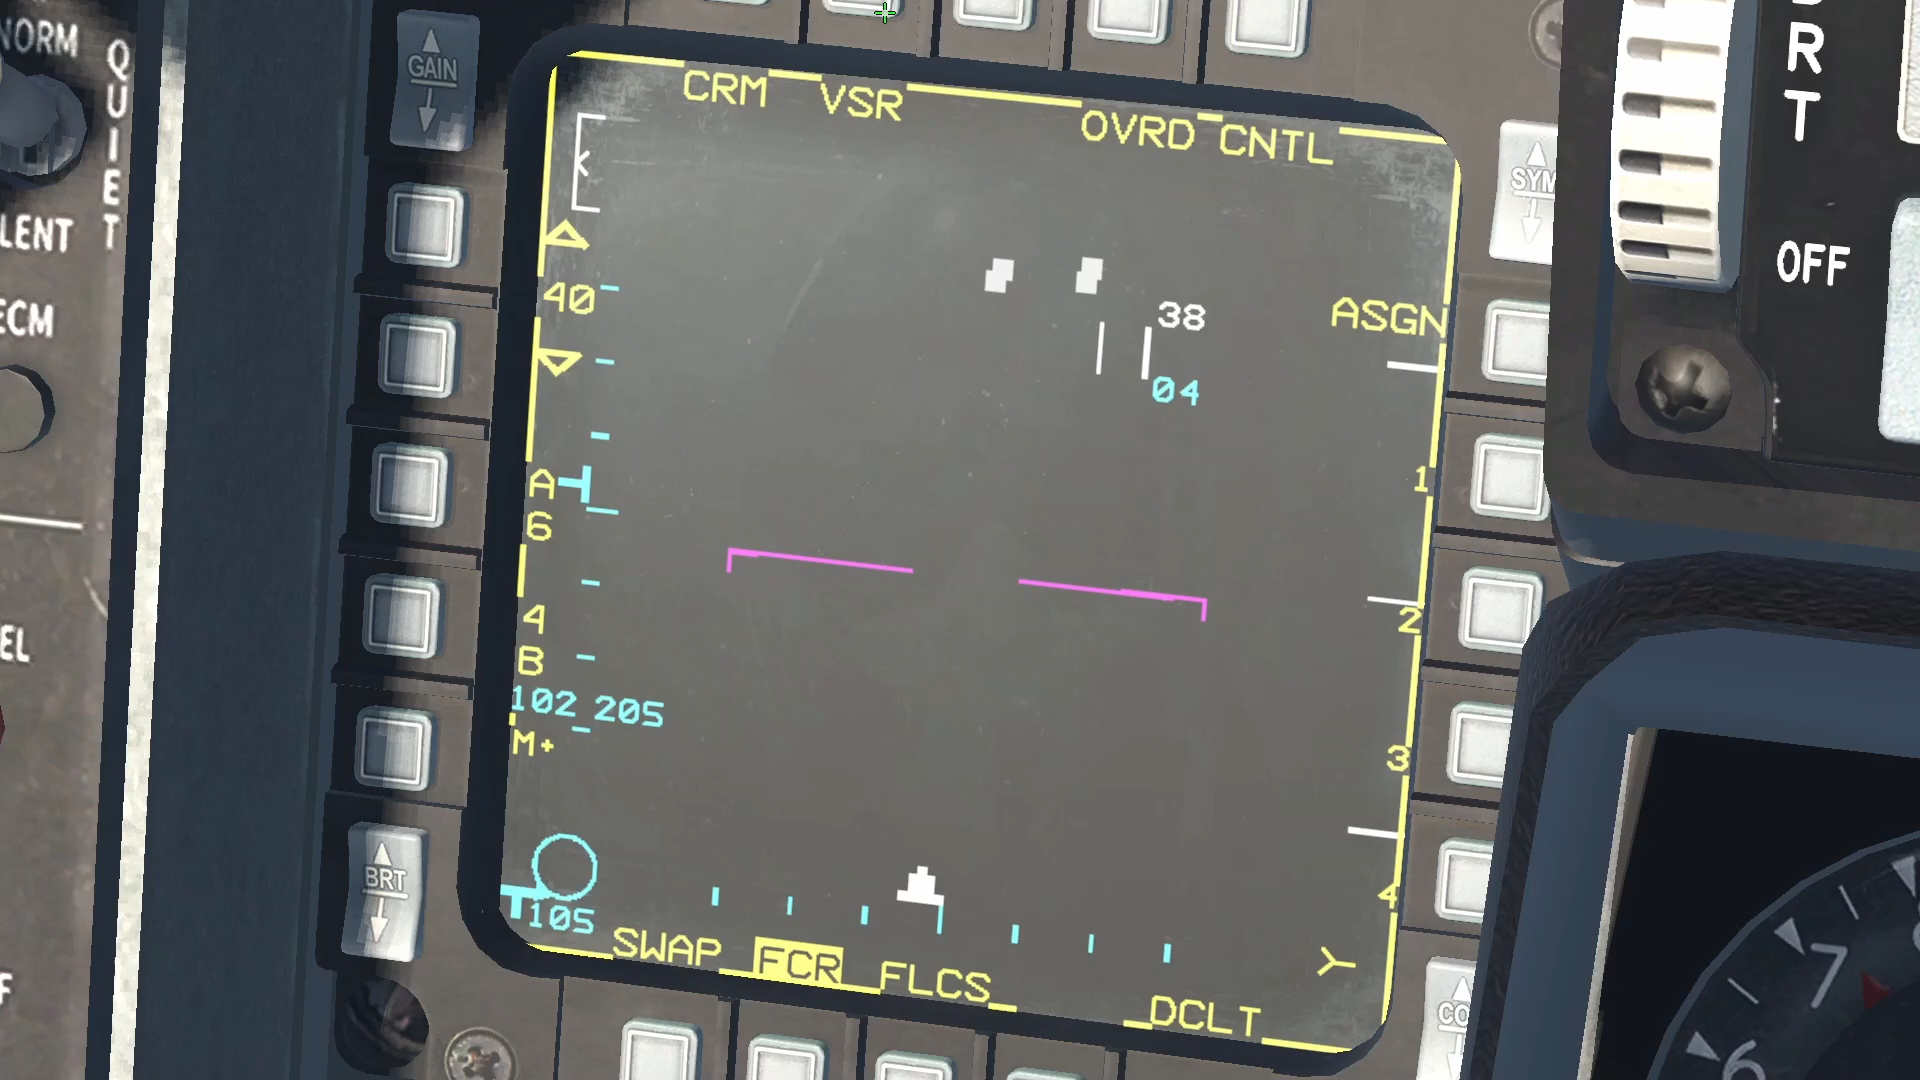 NORM
QUIET
LENT
ECM
EL
F
GAIN
BRT
CRM VSR OVRD CNTL
40
38
04
ASGN
A
6
4
B
102 205
M+
105
1
2
3
4
SWAP FCR FLCS DCLT
SYM
RT
OFF
CO
7
6